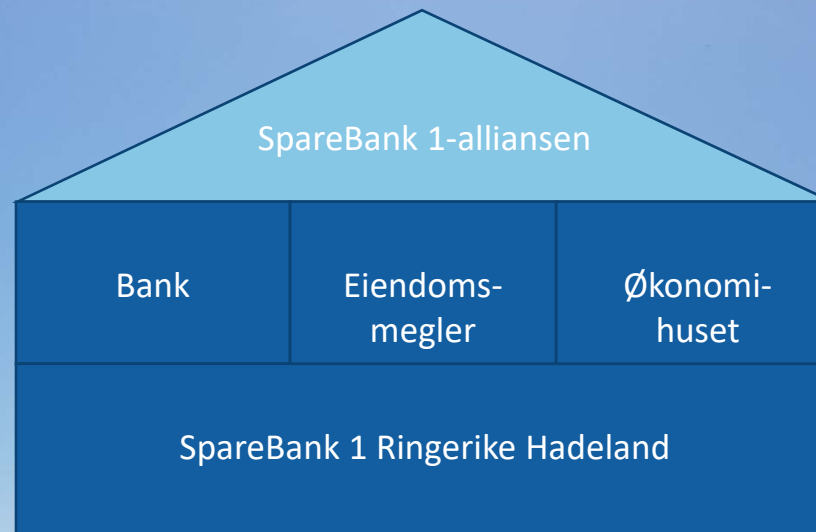 SpareBank 1-alliansen
Bank
Eiendoms-
megler
Økonomi-
huset
SpareBank 1 Ringerike Hadeland